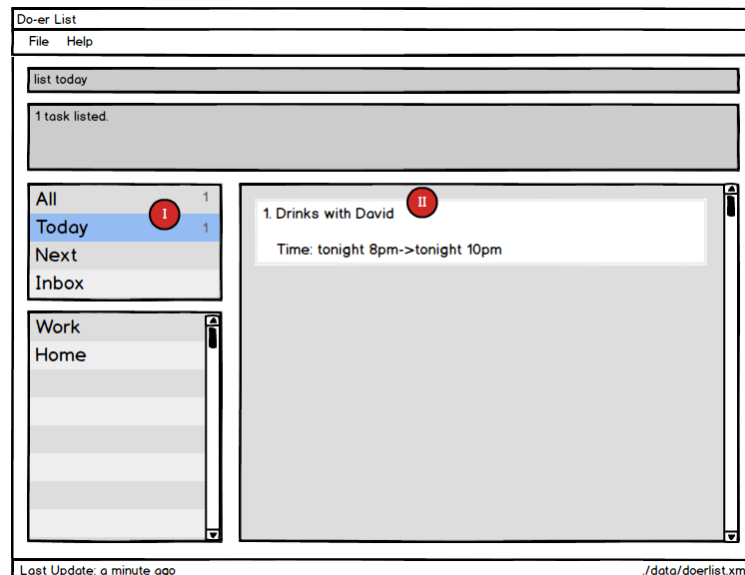 Do-er List
File Help
list today
1 task listed.
All 1
I
Today 1
Next
Inbox
Work
Home
II
1. Drinks with David
Time: tonight 8pm->tonight 10pm
Last Update: a minute ago
./data/doerlist.xm